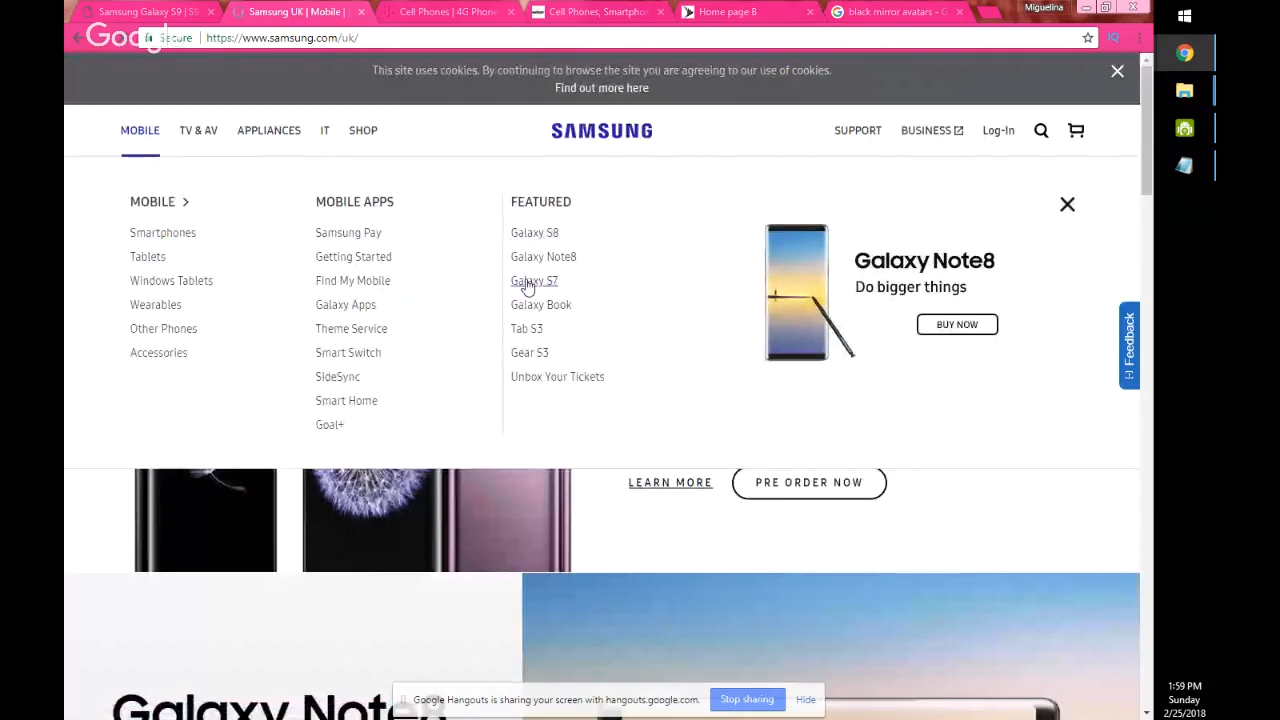 Samsung Galaxy S9 | S9
Samsung UK | Mobile |
Cell Phones | 4G Phone
Cell Phones, Smartpho
Home page B
black mirror avatars - G
Miguelina
Secure
https://www.samsung.com/uk/
IQ
This site uses cookies. By continuing to browse the site you are agreeing to our use of cookies.
Find out more here
MOBILE TV & AV APPLIANCES IT SHOP SAMSUNG SUPPORT BUSINESS Log-In
MOBILE
Smartphones
Tablets
Windows Tablets
Wearables
Other Phones
Accessories
MOBILE APPS
Samsung Pay
Getting Started
Find My Mobile
Galaxy Apps
Theme Service
Smart Switch
SideSync
Smart Home
Goal+
FEATURED
Galaxy S8
Galaxy Note8
Galaxy S7
Galaxy Book
Tab S3
Gear S3
Unbox Your Tickets
Galaxy Note8
Do bigger things
BUY NOW
[-] Feedback
LEARN MORE PRE ORDER NOW
Galaxy Note8
Google Hangouts is sharing your screen with hangouts.google.com. Stop sharing Hide
1:59 PM
Sunday
2/25/2018